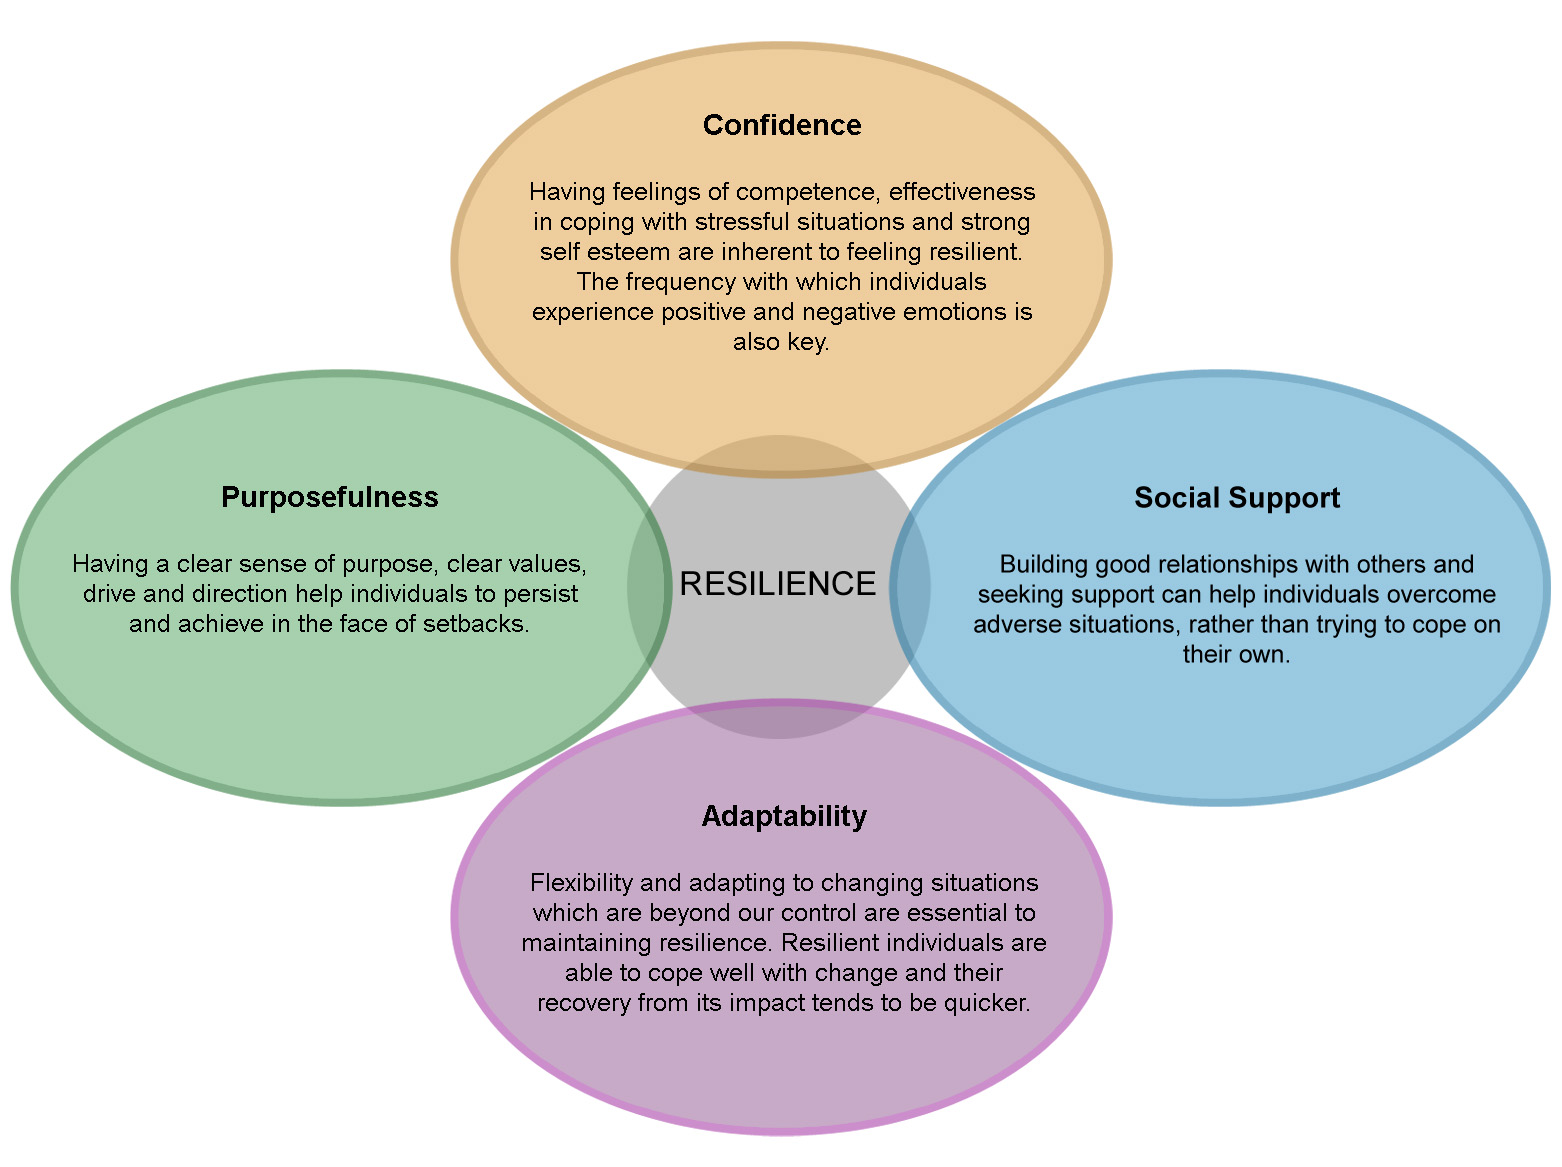 Confidence
Having feelings of competence, effectiveness
in coping with stressful situations and strong
self esteem are inherent to feeling resilient.
The frequency with which individuals
experience positive and negative emotions is
also key.
Purposefulness
Having a clear sense of purpose, clear values,
drive and direction help individuals to persist
and achieve in the face of setbacks.
RESILIENCE
Social Support
Building good relationships with others and
seeking support can help individuals overcome
adverse situations, rather than trying to cope on
their own.
Adaptability
Flexibility and adapting to changing situations
which are beyond our control are essential to
maintaining resilience. Resilient individuals are
able to cope well with change and their
recovery from its impact tends to be quicker.